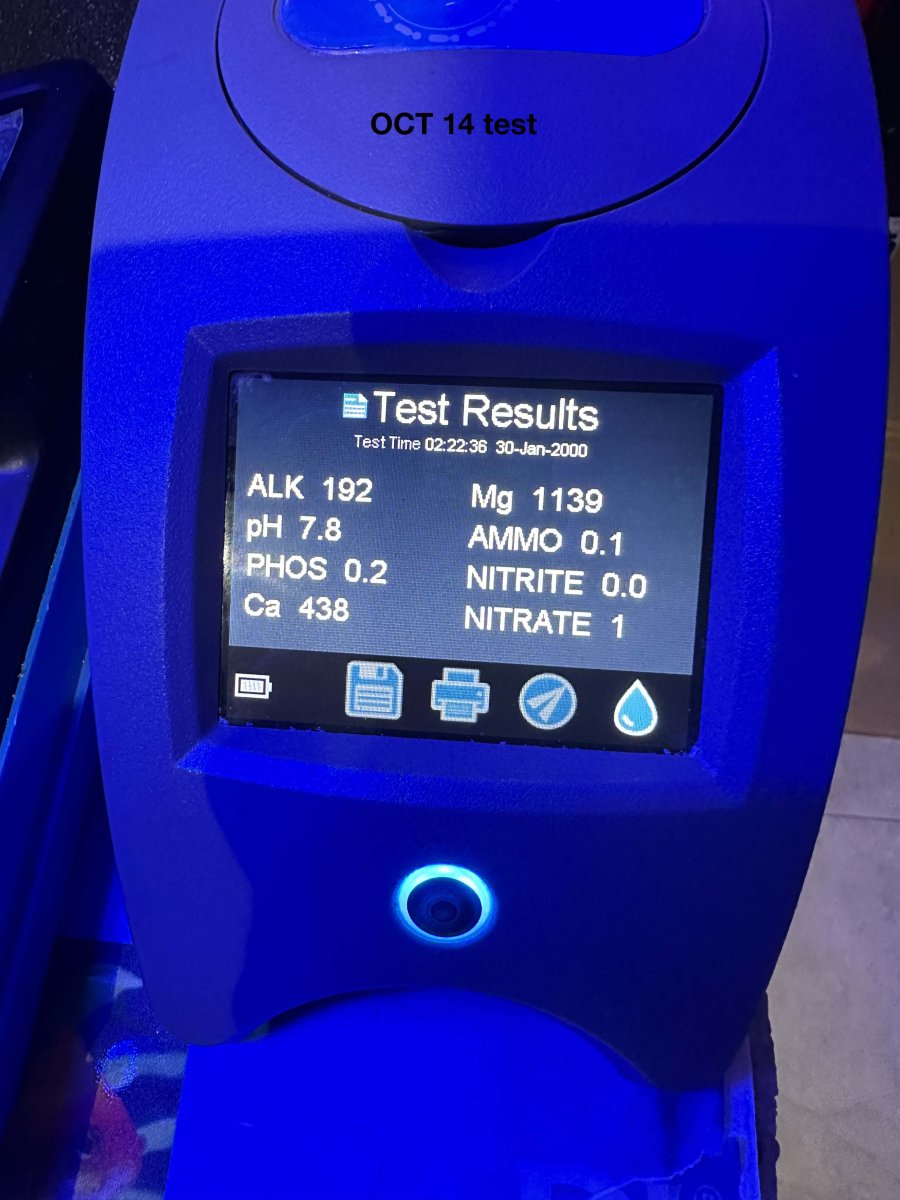 OCT 14 test
Test Results
Test Time 02:22:36 30-Jan-2000
ALK 192
Mg 1139
pH 7.8
AMMO 0.1
PHOS 0.2
NITRITE 0.0
Ca 438
NITRATE 1